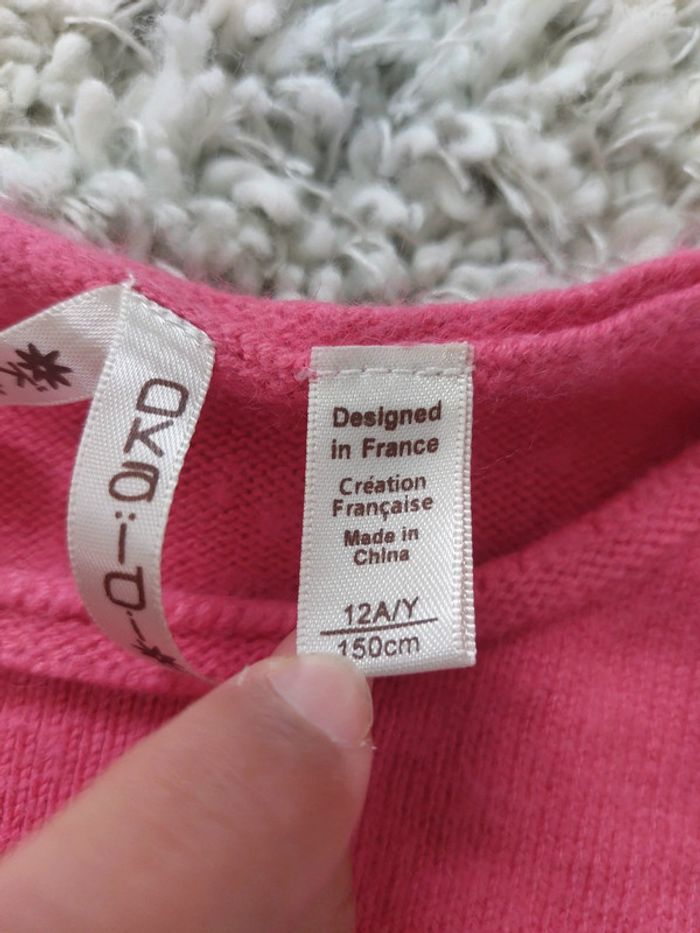 OKAÏDI
Designed
in France
Création
Française
Made in
China
12A/Y
150cm